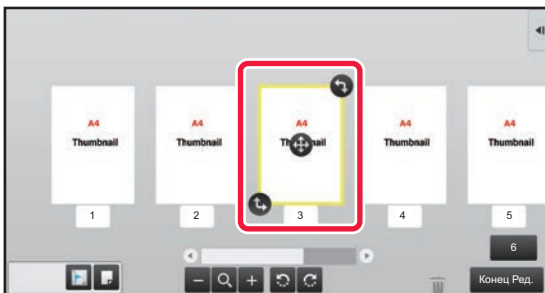 A4 A4 A4 A4 A4
Thumbnail Thumbnail Thumbnail Thumbnail
1 2 3 4 5
6
Конец Ред.